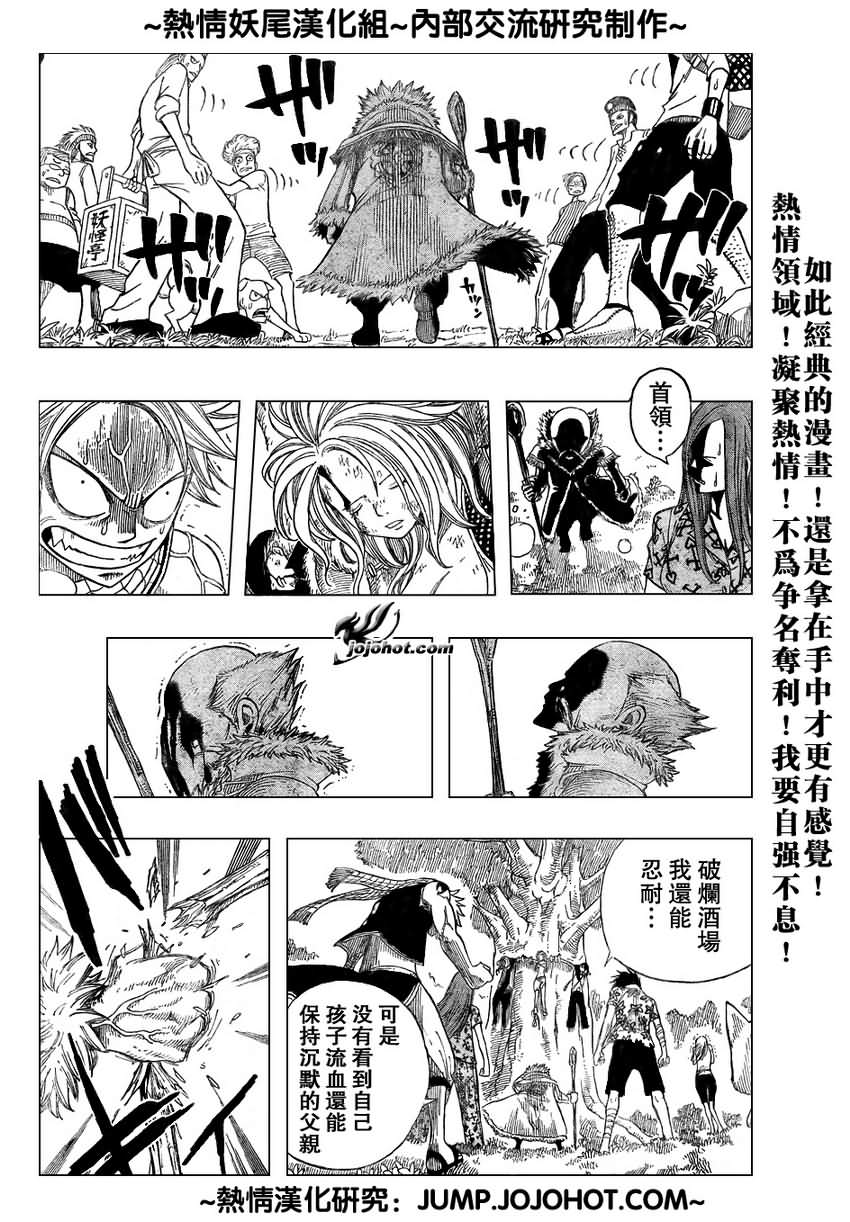 ~熱情妖尾漢化組~內部交流研究制作~
妖怪亭
首領…
jojohot.com
破爛酒場
我還能
忍耐…
可是
没有看到自己
孩子流血還能
保持沉默的父親
如此經典的漫畫！還是拿在手中才更有感覺！
熱情領域！凝聚熱情！不爲争名奪利！我要自强不息！
~熱情漢化研究：JUMP.JOJOHOT.COM~